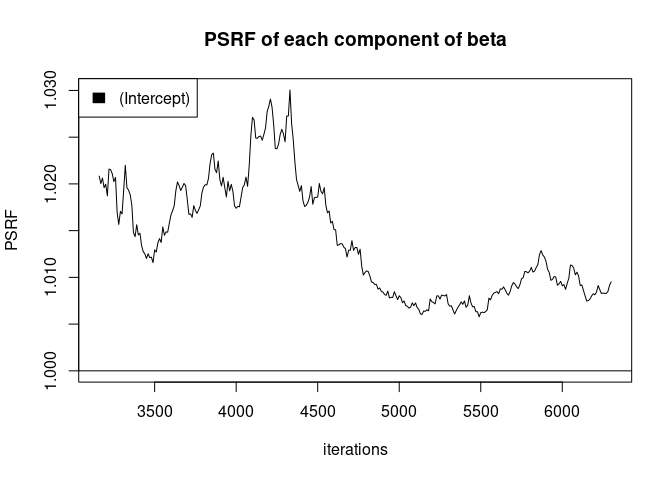 PSRF of each component of beta
(Intercept)
1.030
1.020
1.010
1.000
PSRF
3500 4000 4500 5000 5500 6000
iterations